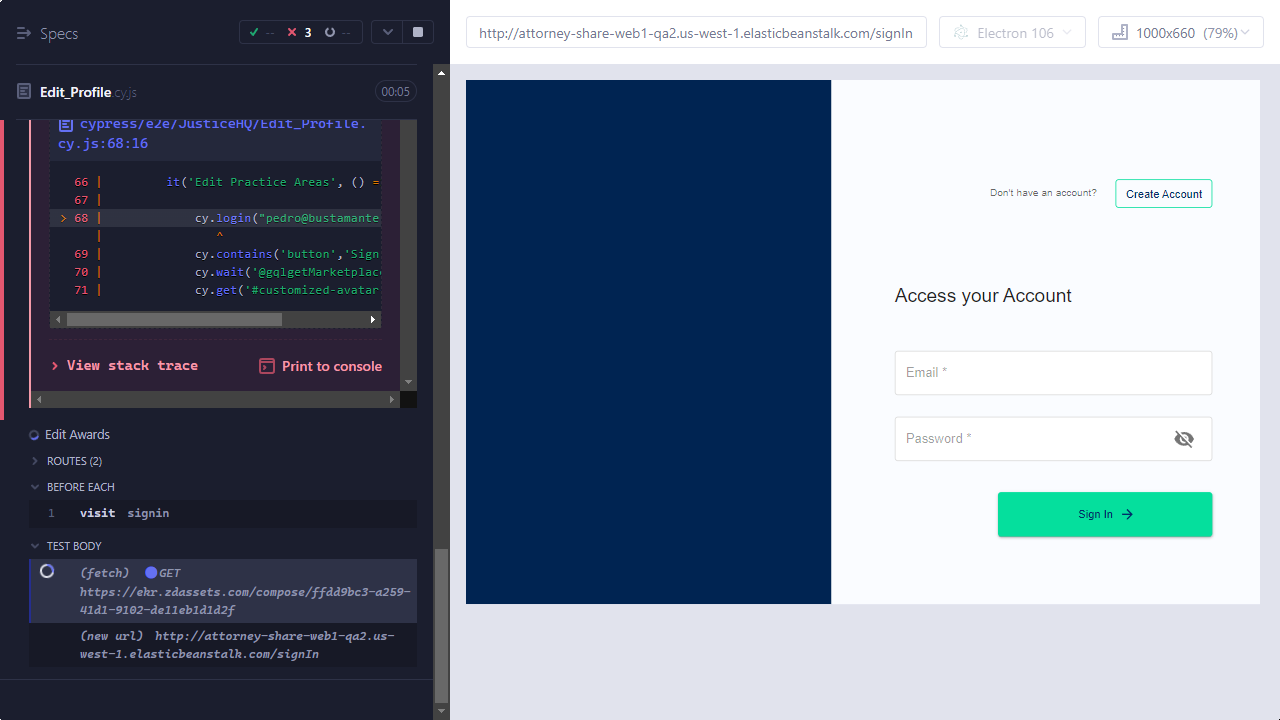 Specs
-- 3 --
Edit_Profile.cy.js
00:05
cypress/e2e/JusticeHQ/Edit_Profile.
cy.js:68:16
66 | it('Edit Practice Areas', () =
67 |
> 68 | cy.login("pedro@bustamante
| ^
69 | cy.contains('button','Sign
70 | cy.wait('@gqlgetMarketplac
71 | cy.get('#customized-avatar
> View stack trace
Print to console
Edit Awards
ROUTES (2)
BEFORE EACH
1 visit signin
TEST BODY
(fetch) GET
https://ekr.zdassets.com/compose/ffdd9bc3-a259-
41d1-9102-de11eb1d1d2f
(new url) http://attorney-share-web1-qa2.us-
west-1.elasticbeanstalk.com/signIn
http://attorney-share-web1-qa2.us-west-1.elasticbeanstalk.com/signIn
Electron 106
1000x660 (79%)
Don't have an account?
Create Account
Access your Account
Email *
Password *
Sign In